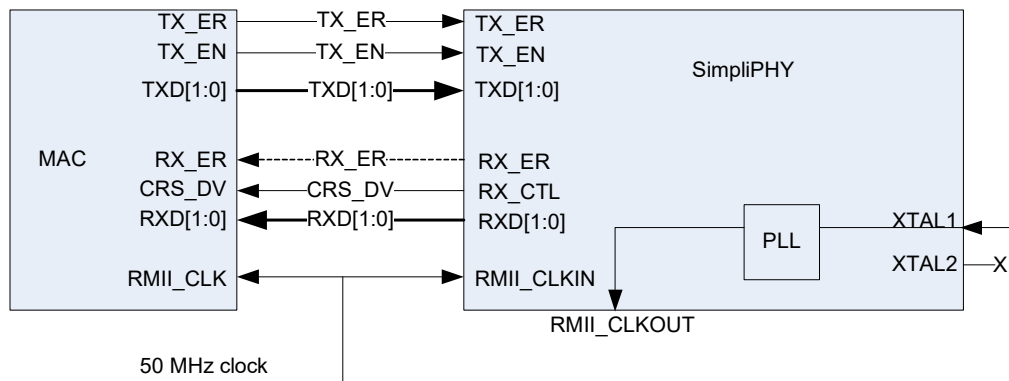 TX_ER TX_ER TX_ER
TX_EN TX_EN TX_EN
SimpliPHY
TXD[1:0] TXD[1:0] TXD[1:0]
MAC
RX_ER RX_ER RX_ER
CRS_DV CRS_DV RX_CTL
RXD[1:0] RXD[1:0] RXD[1:0]
XTAL1
PLL
XTAL2 X
RMII_CLK RMII_CLKIN
RMII_CLKOUT
50 MHz clock